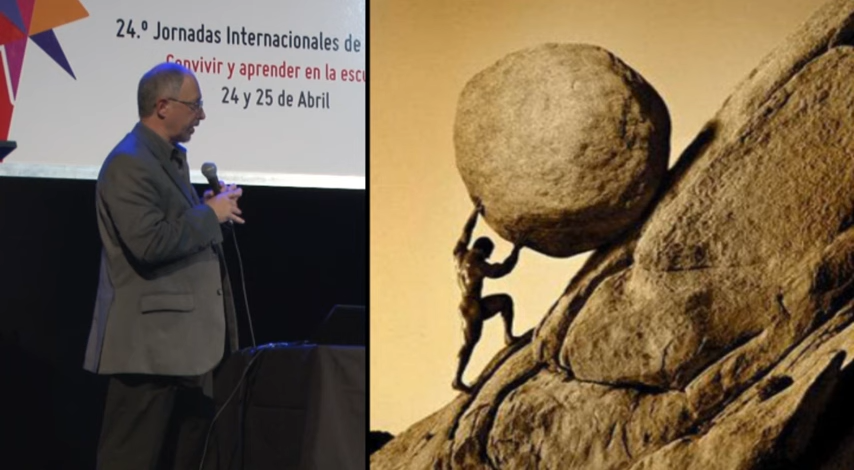 24.º Jornadas Internacionales de
Convivir y aprender en la
24 y 25 de Abril